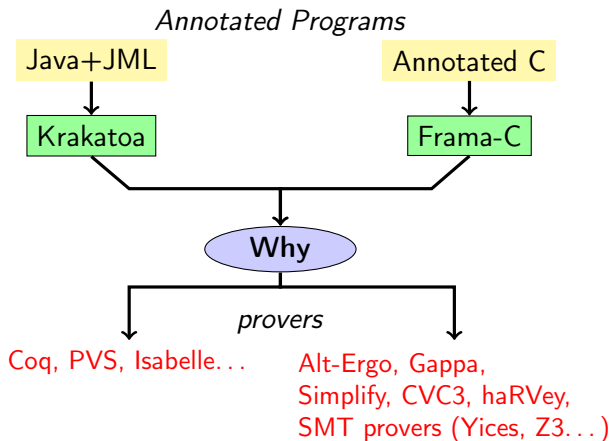 Annotated Programs
Java+JML
Annotated C
Krakatoa
Frama-C
Why
provers
Coq, PVS, Isabelle...
Alt-Ergo, Gappa,
Simplify, CVC3, haRVey,
SMT provers (Yices, Z3...)